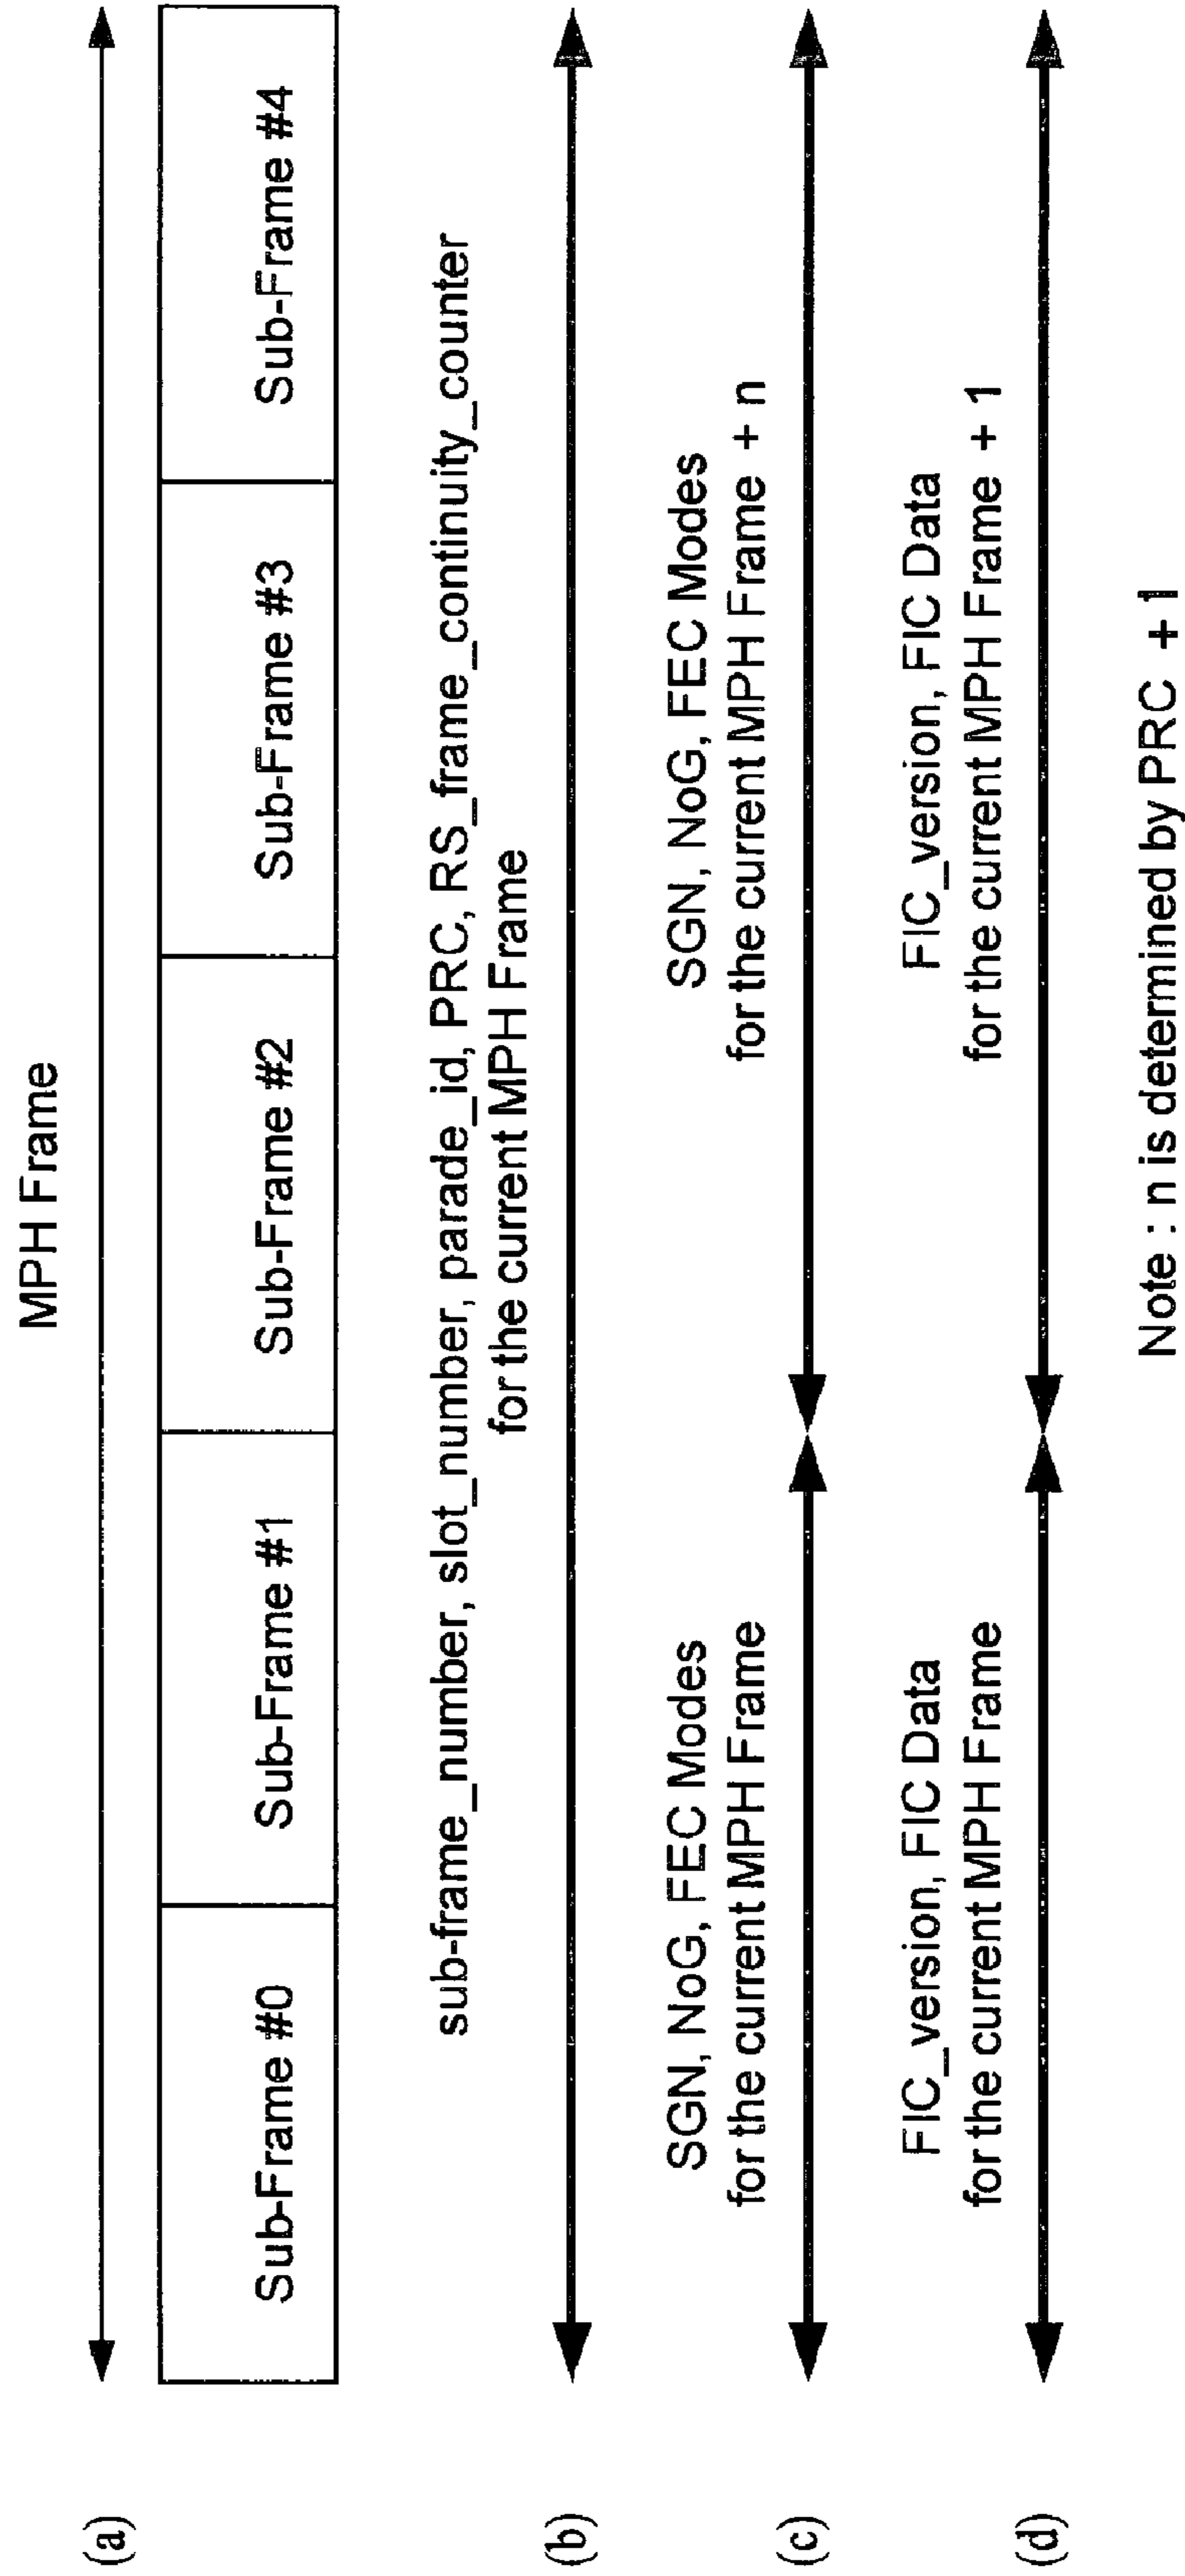 MPH Frame
(a)
Sub-Frame #0
Sub-Frame #1
Sub-Frame #2
Sub-Frame #3
Sub-Frame #4
sub-frame_number, slot_number, parade_id, PRC, RS_frame_continuity_counter
for the current MPH Frame
(b)
SGN, NoG, FEC Modes
for the current MPH Frame
SGN, NoG, FEC Modes
for the current MPH Frame + n
(c)
FIC_version, FIC Data
for the current MPH Frame
FIC_version, FIC Data
for the current MPH Frame + 1
(d)
Note : n is determined by PRC + 1